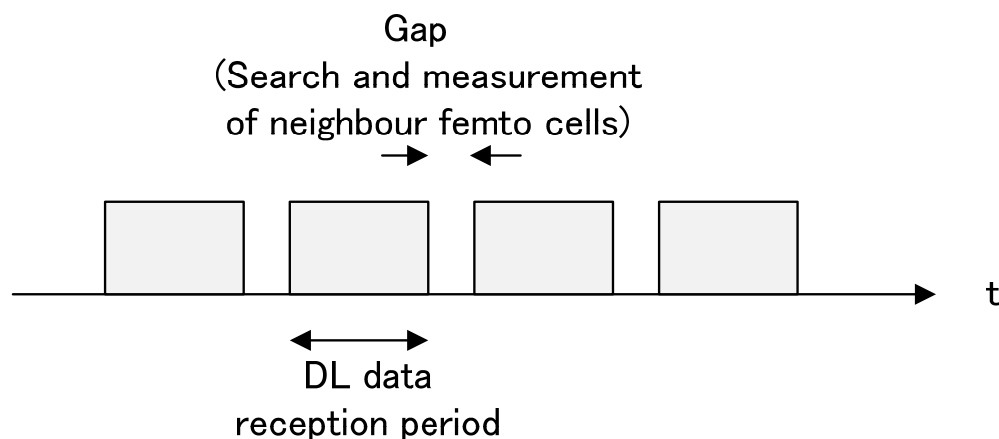 Gap
(Search and measurement
of neighbour femto cells)
t
DL data
reception period